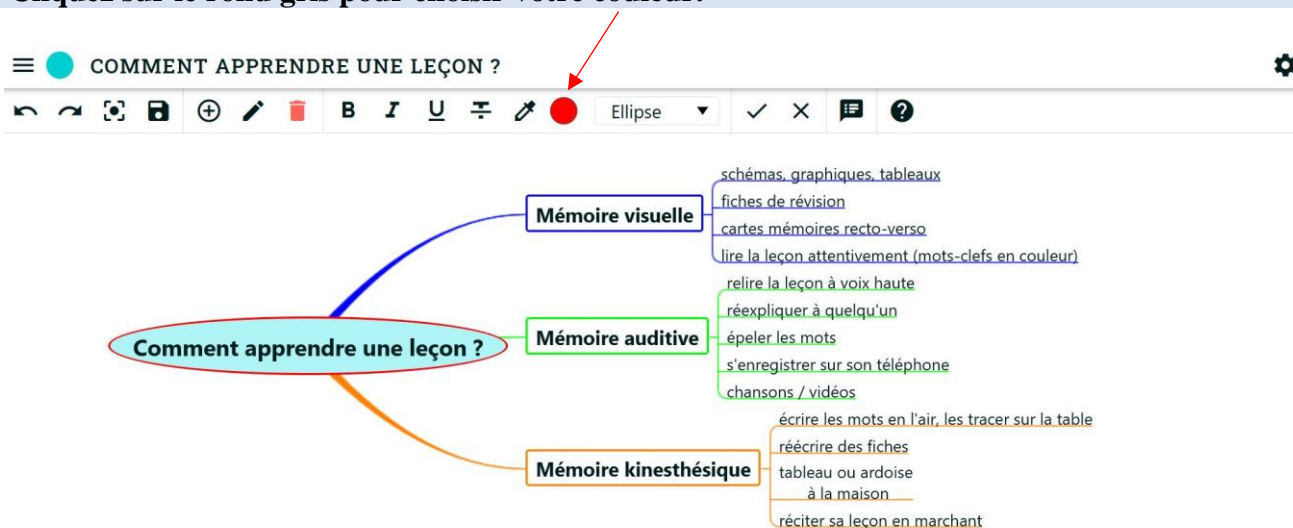 Cliquez sur le rond gris pour choisir votre couleur.
COMMENT APPRENDRE UNE LEÇON ?
B I U Ellipse
schémas, graphiques, tableaux
fiches de révision
Mémoire visuelle
cartes mémoires recto-verso
lire la leçon attentivement (mots-clefs en couleur)
relire la leçon à voix haute
réexpliquer à quelqu'un
Comment apprendre une leçon ?
Mémoire auditive
épeler les mots
s'enregistrer sur son téléphone
chansons / vidéos
écrire les mots en l'air, les tracer sur la table
réécrire des fiches
Mémoire kinesthésique
tableau ou ardoise
à la maison
réciter sa leçon en marchant